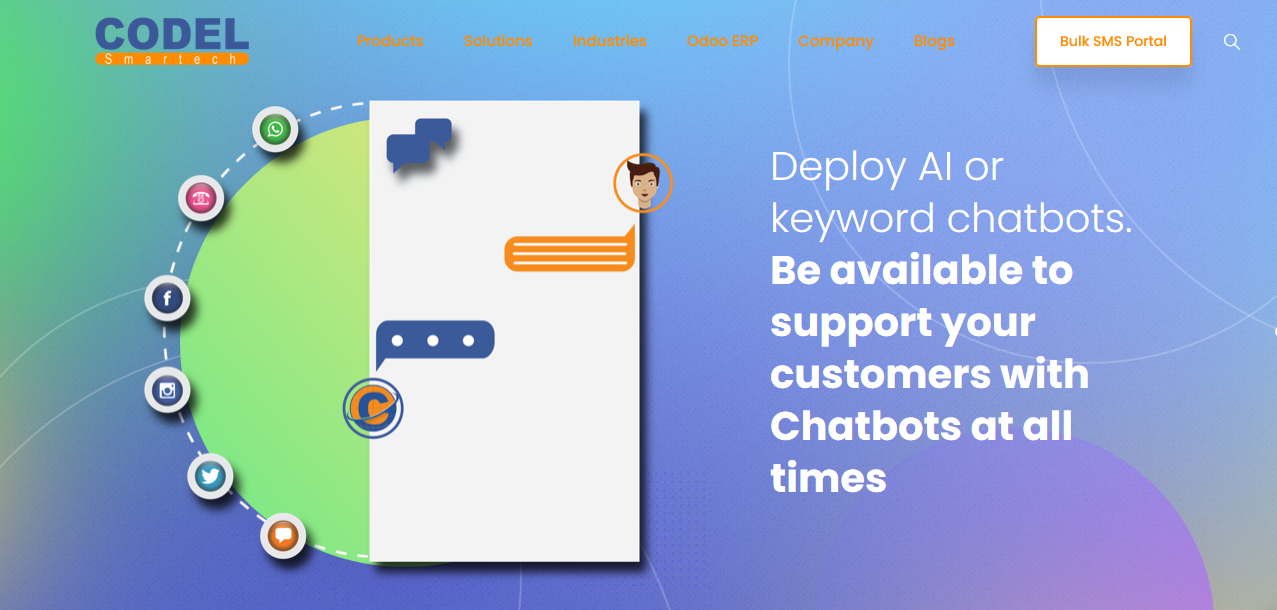 CODEL
Smartech
Products Solutions Industries Odoo ERP Company Blogs
Bulk SMS Portal
Deploy AI or
keyword chatbots.
Be available to
support your
customers with
Chatbots at all
times